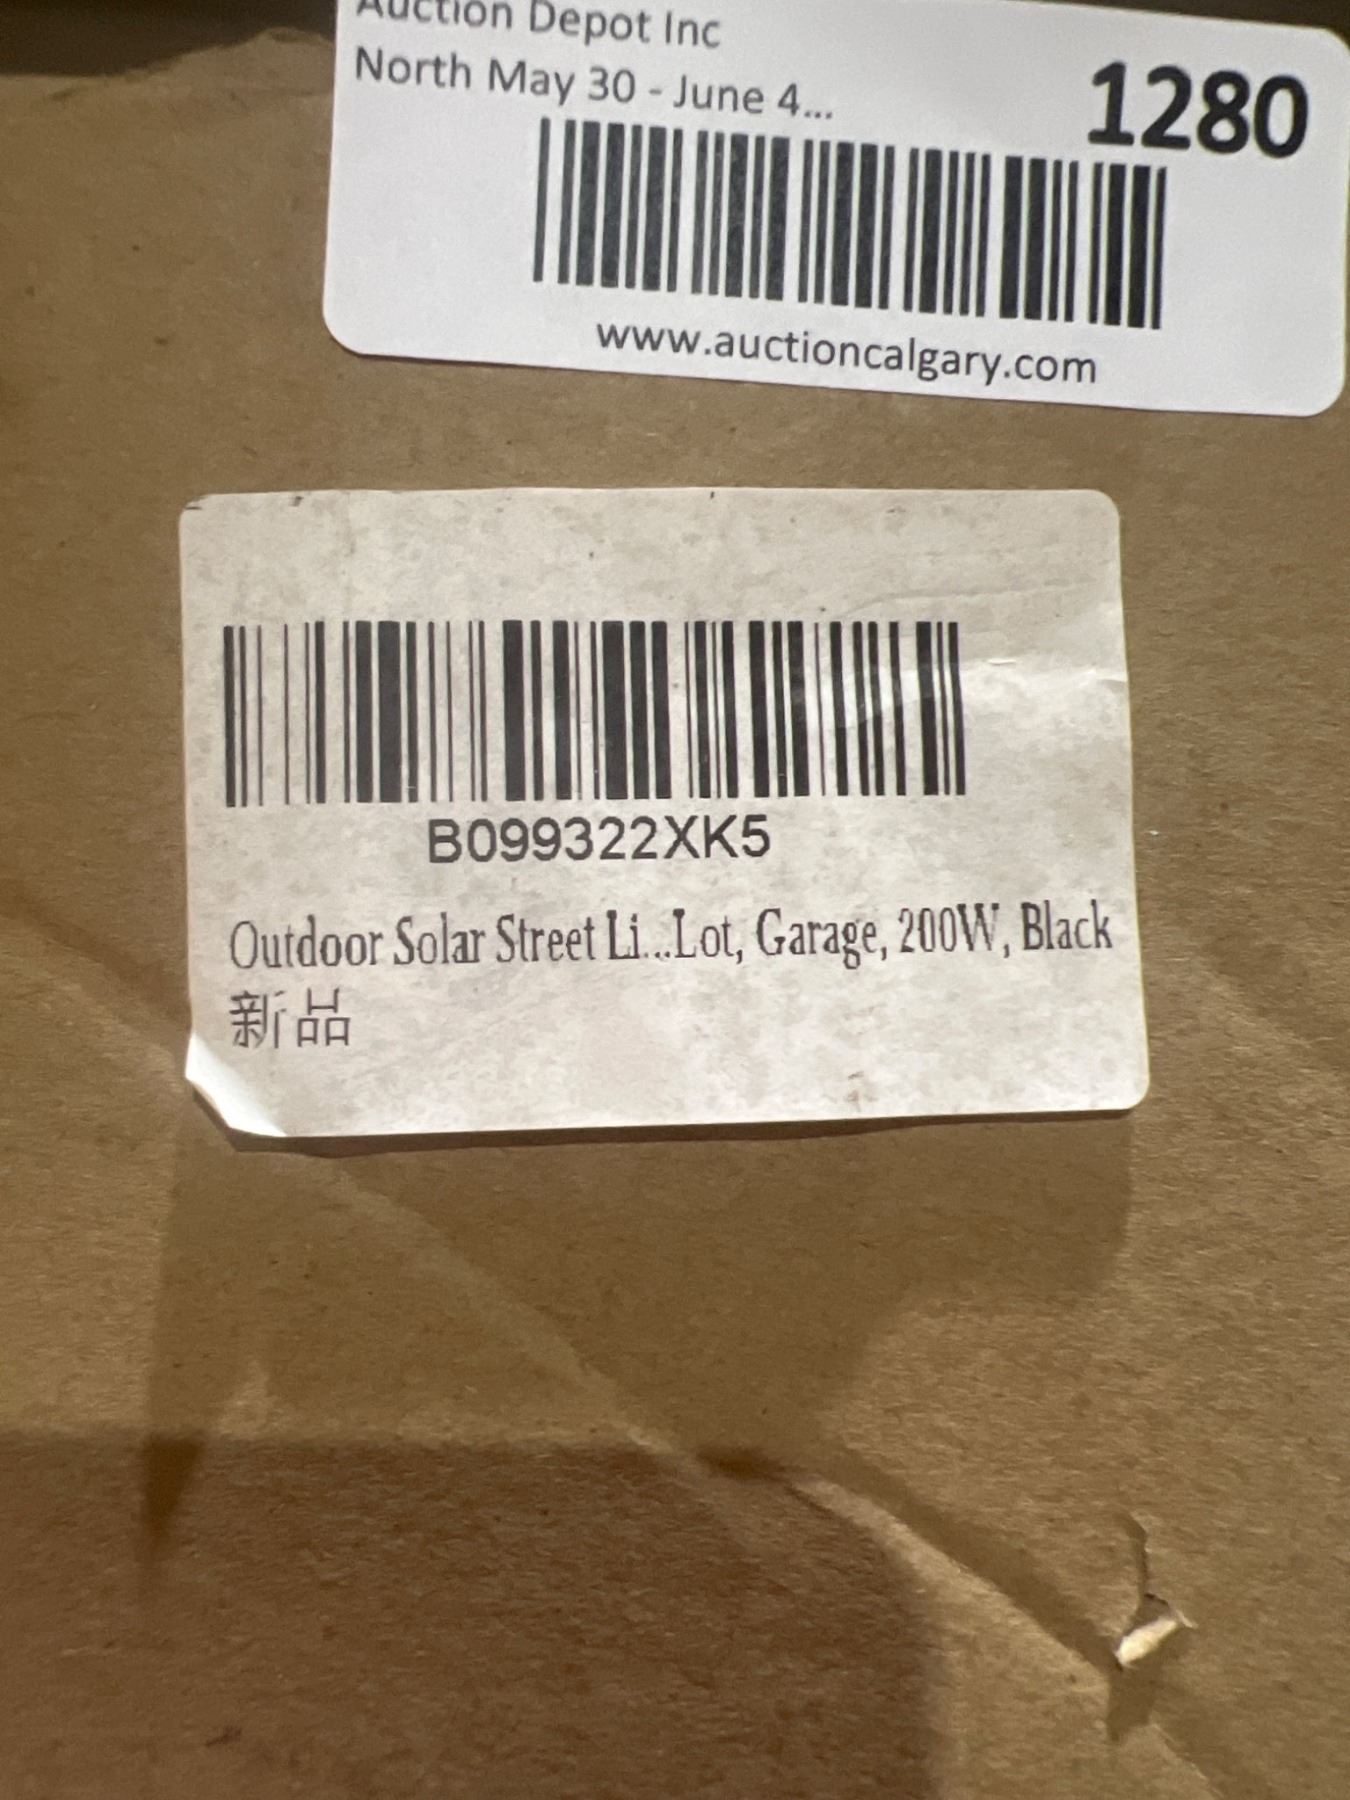 Auction Depot Inc
North May 30 - June 4...
1280
www.auctioncalgary.com
B099322XK5
Outdoor Solar Street Li...Lot, Garage, 200W, Black
新品